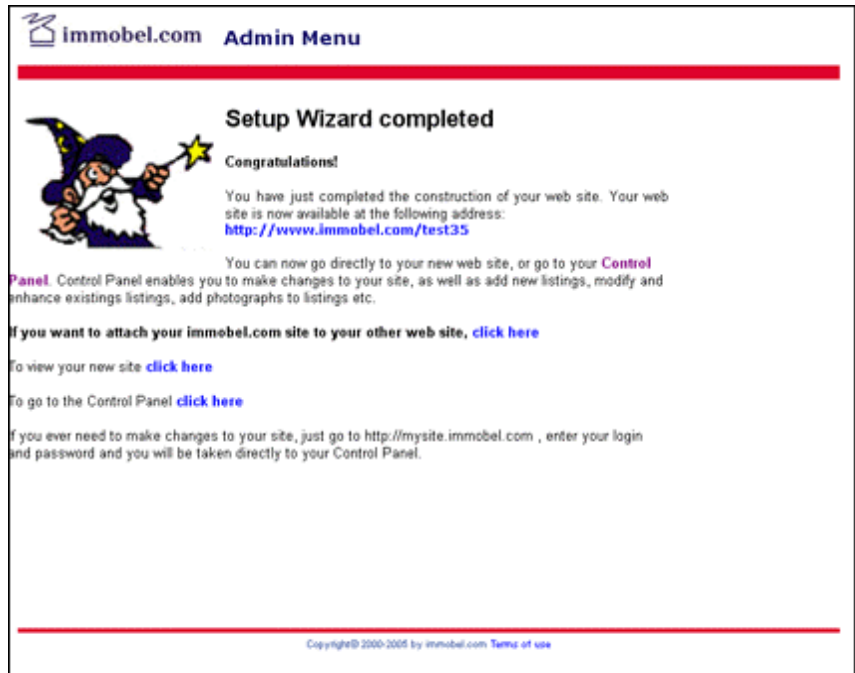 immobel.com Admin Menu
Setup Wizard completed
Congratulations!
You have just completed the construction of your web site. Your web
site is now available at the following address:
http://www.immobel.com/test35
You can now go directly to your new web site, or go to your Control
Panel. Control Panel enables you to make changes to your site, as well as add new listings, modify and
enhance existings listings, add photographs to listings etc.
If you want to attach your immobel.com site to your other web site, click here
To view your new site click here
To go to the Control Panel click here
If you ever need to make changes to your site, just go to http://mysite.immobel.com , enter your login
and password and you will be taken directly to your Control Panel.
Copyright© 2000-2005 by immobel.com Terms of use